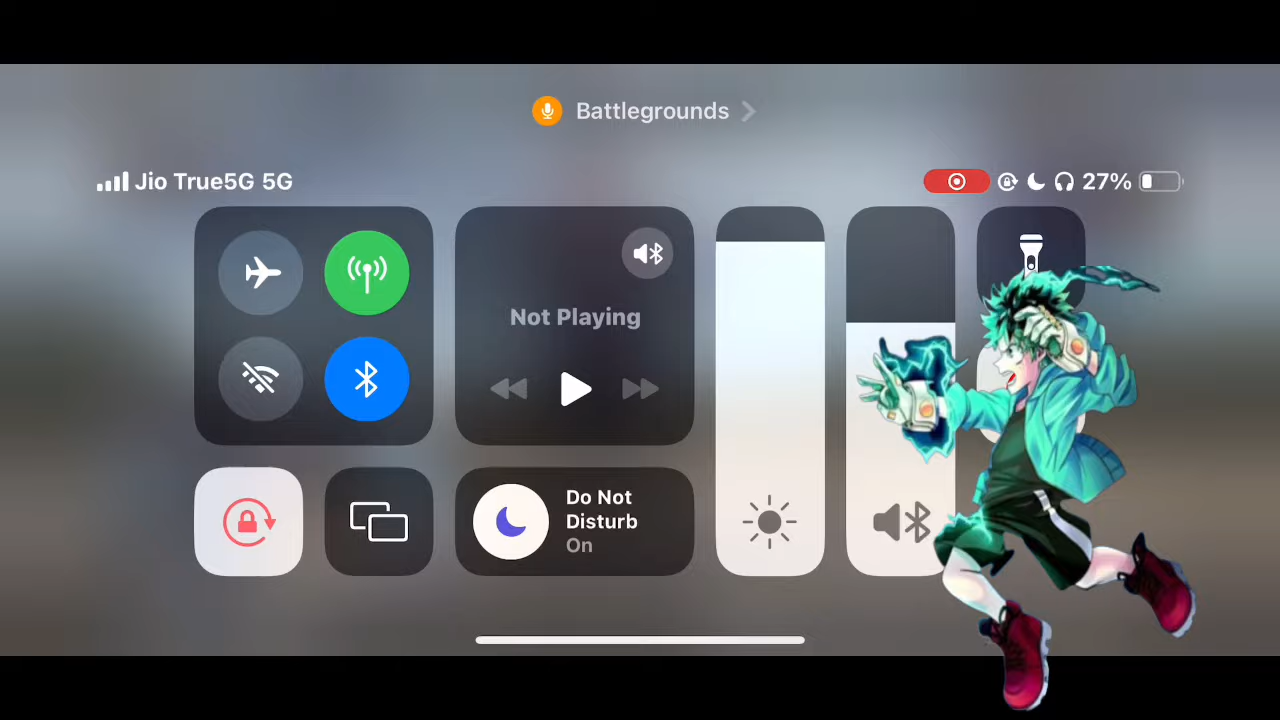 Battlegrounds
Jio True5G 5G
27%
Not Playing
Do Not
Disturb
On